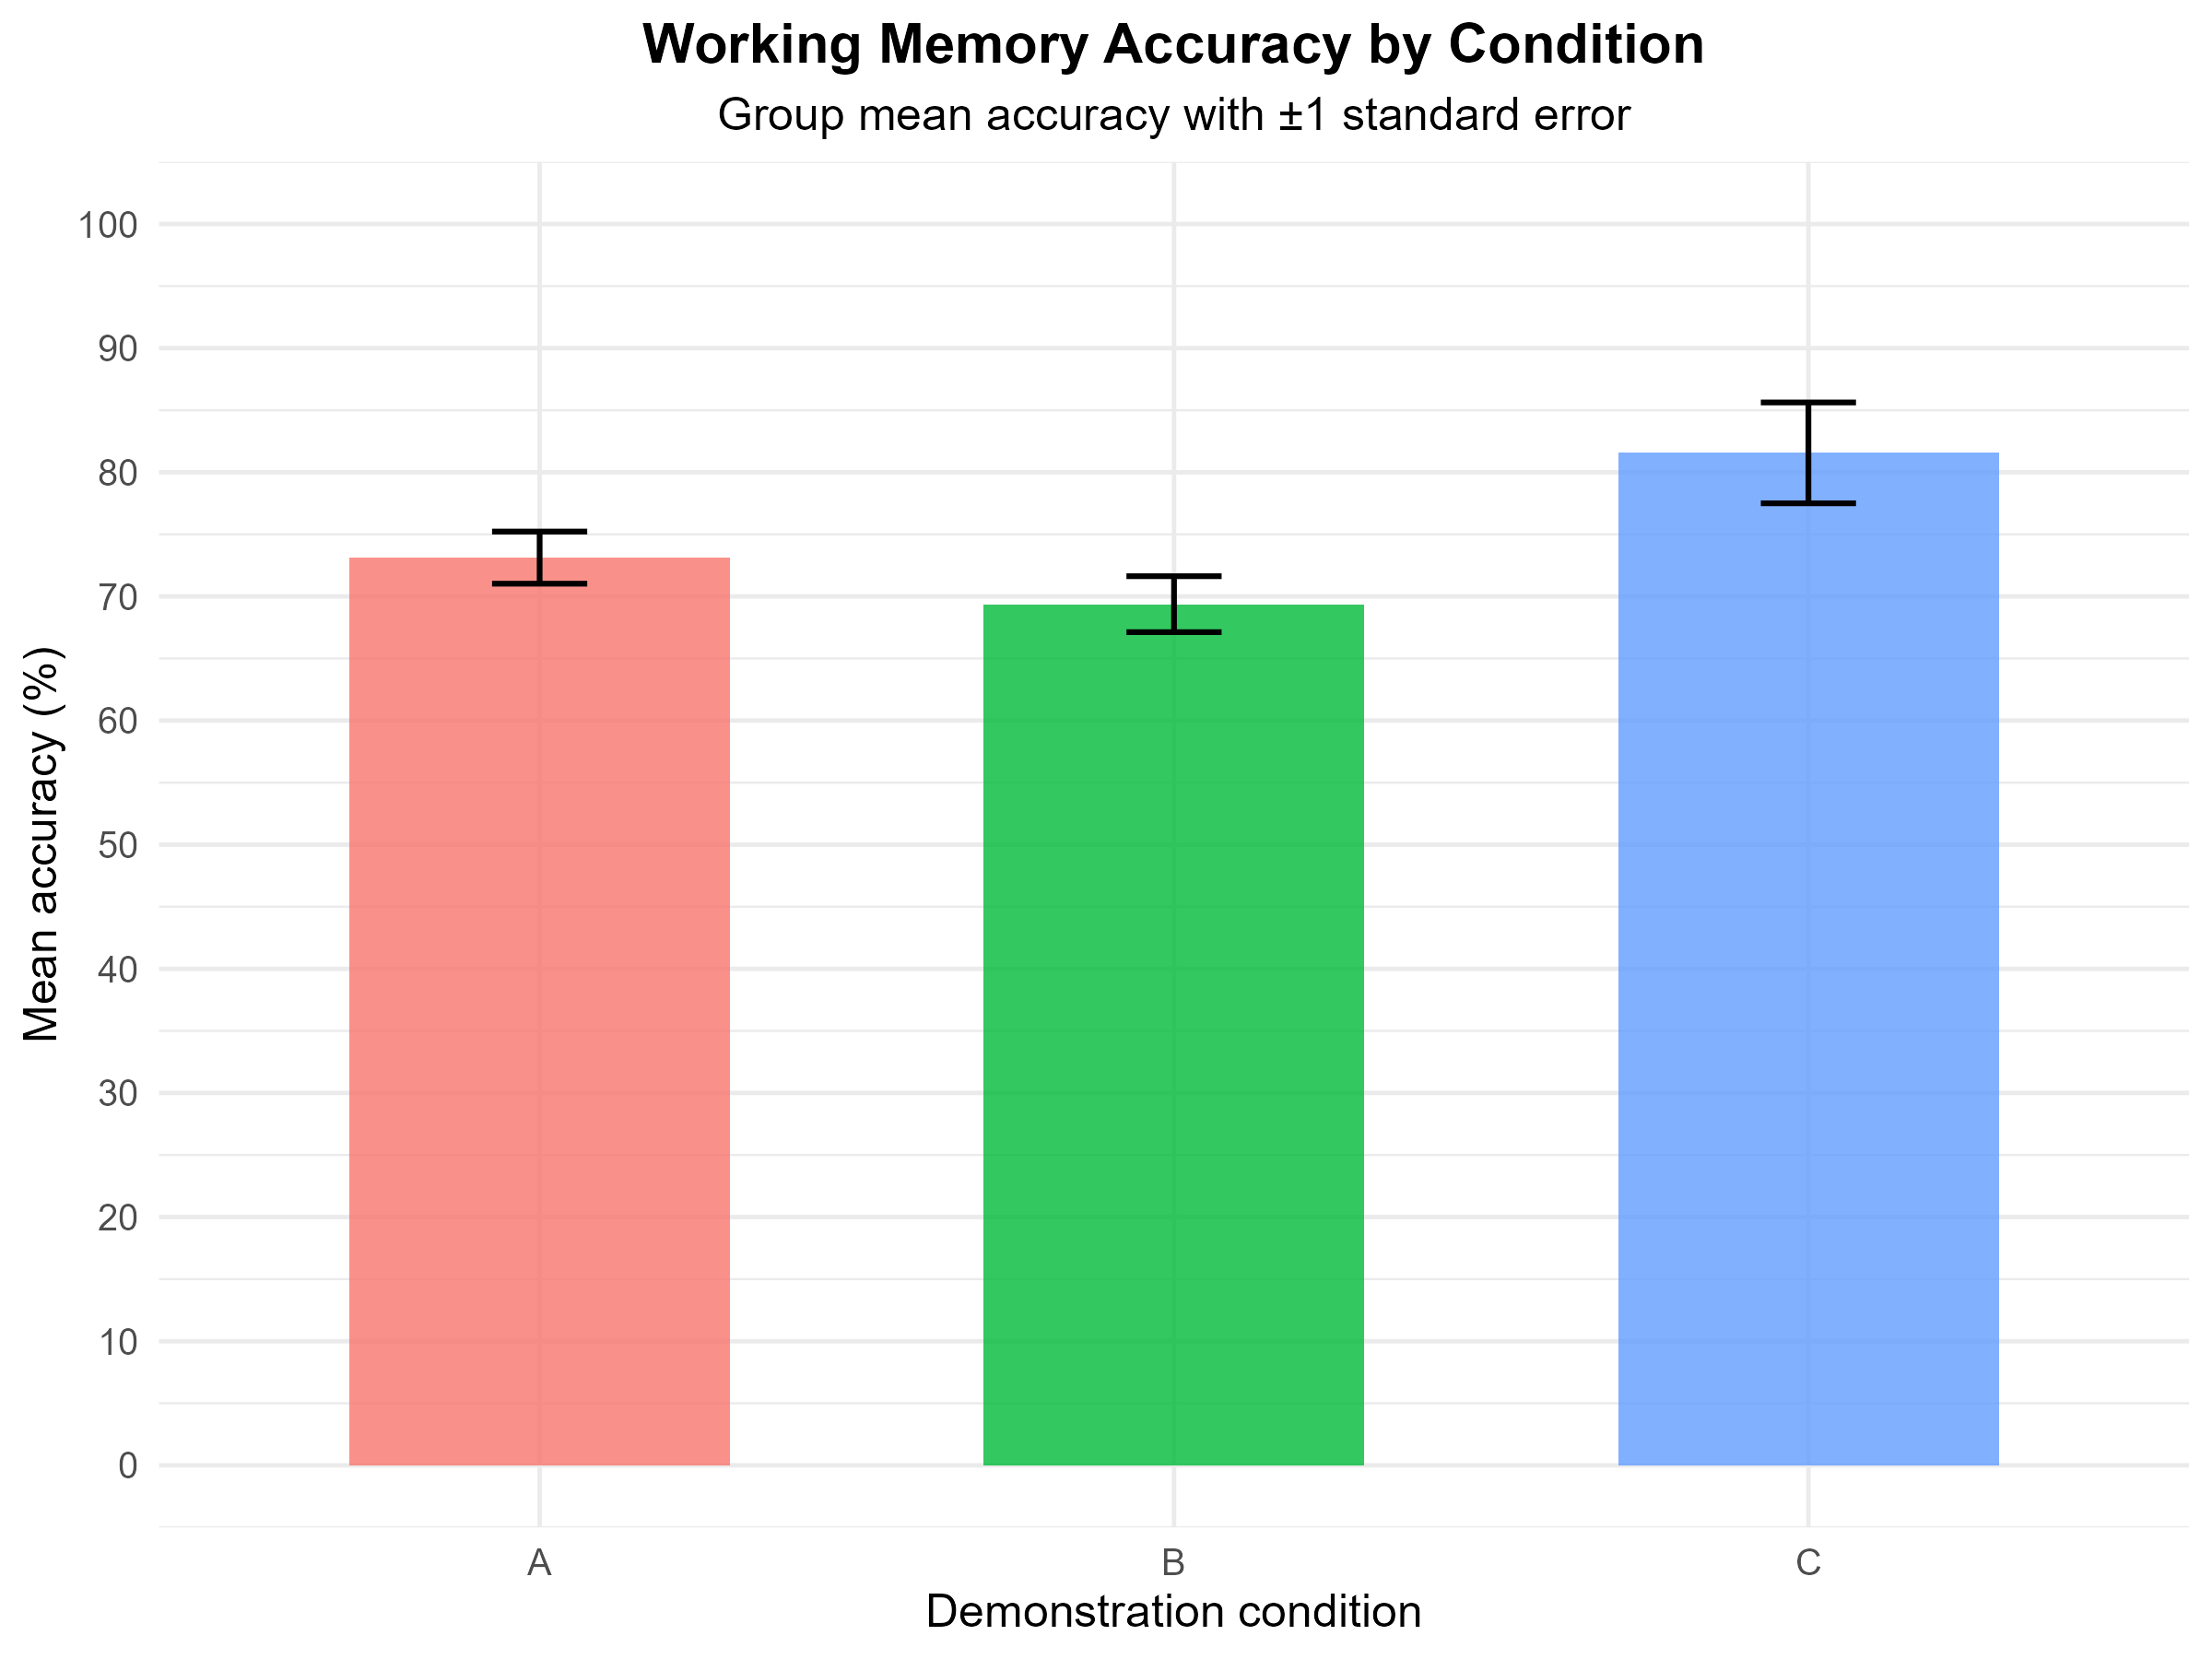 Working Memory Accuracy by Condition
Group mean accuracy with ±1 standard error
Mean accuracy (%)
100
90
80
70
60
50
40
30
20
10
0
A B C
Demonstration condition